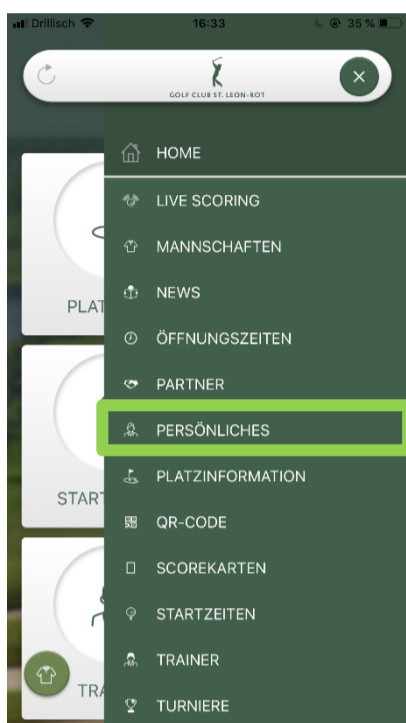 Drillisch 16:33 35 %
GOLF CLUB ST. LEON-ROT
HOME
LIVE SCORING
MANNSCHAFTEN
NEWS
PLAT
ÖFFNUNGSZEITEN
PARTNER
PERSÖNLICHES
PLATZINFORMATION
START
QR-CODE
SCOREKARTEN
STARTZEITEN
TRAINER
TRA
TURNIERE